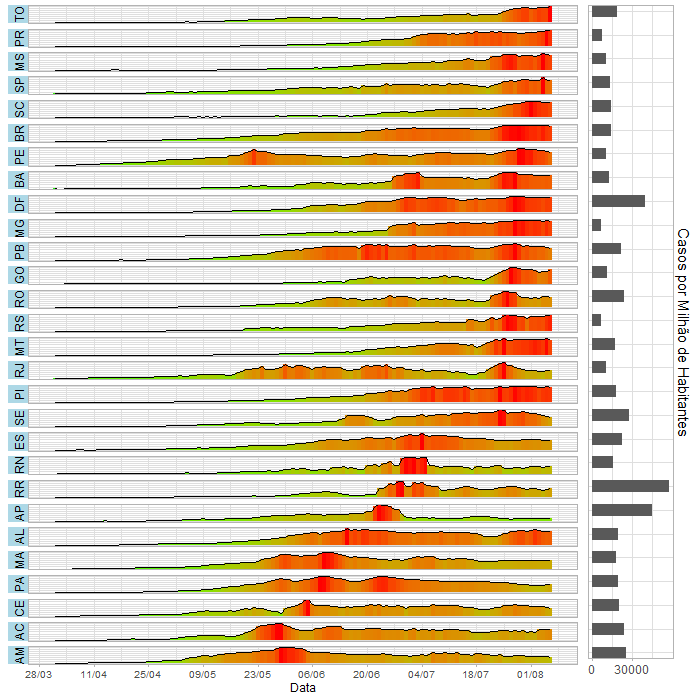 TO
PR
MS
SP
SC
BR
PE
BA
DF
MG
PB
GO
RO
RS
MT
RJ
PI
SE
ES
RN
RR
AP
AL
MA
PA
CE
AC
AM
28/03 11/04 25/04 09/05 23/05 06/06 20/06 04/07 18/07 01/08
Data
0 30000
Casos por Milhão de Habitantes